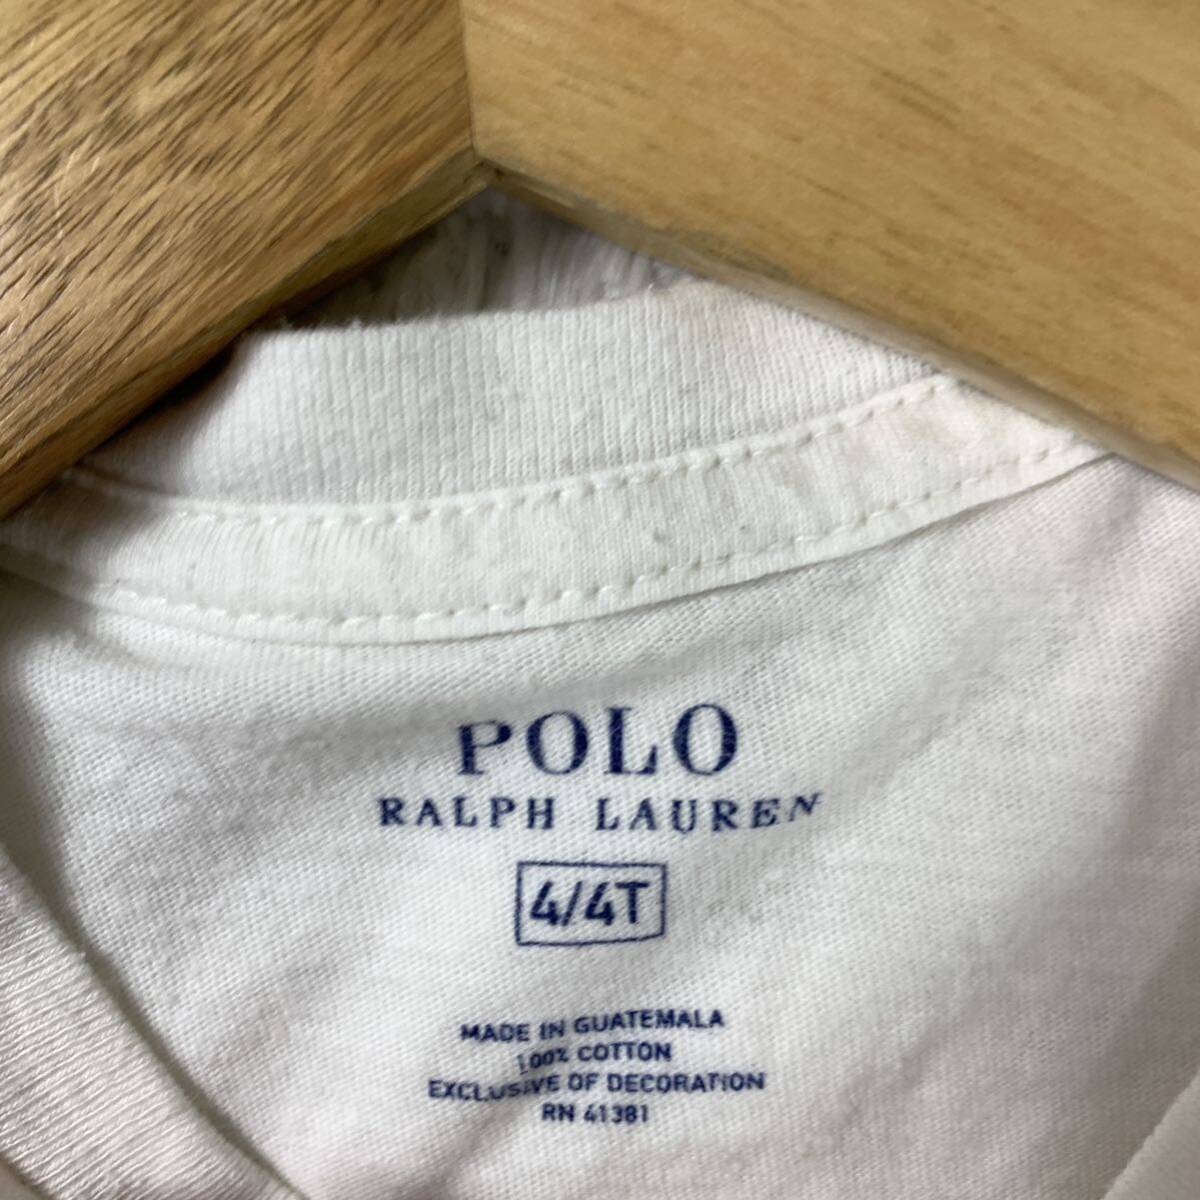 POLO
RALPH LAUREN
4/4T
MADE IN GUATEMALA
100% COTTON
EXCLUSIVE OF DECORATION
RN 41381